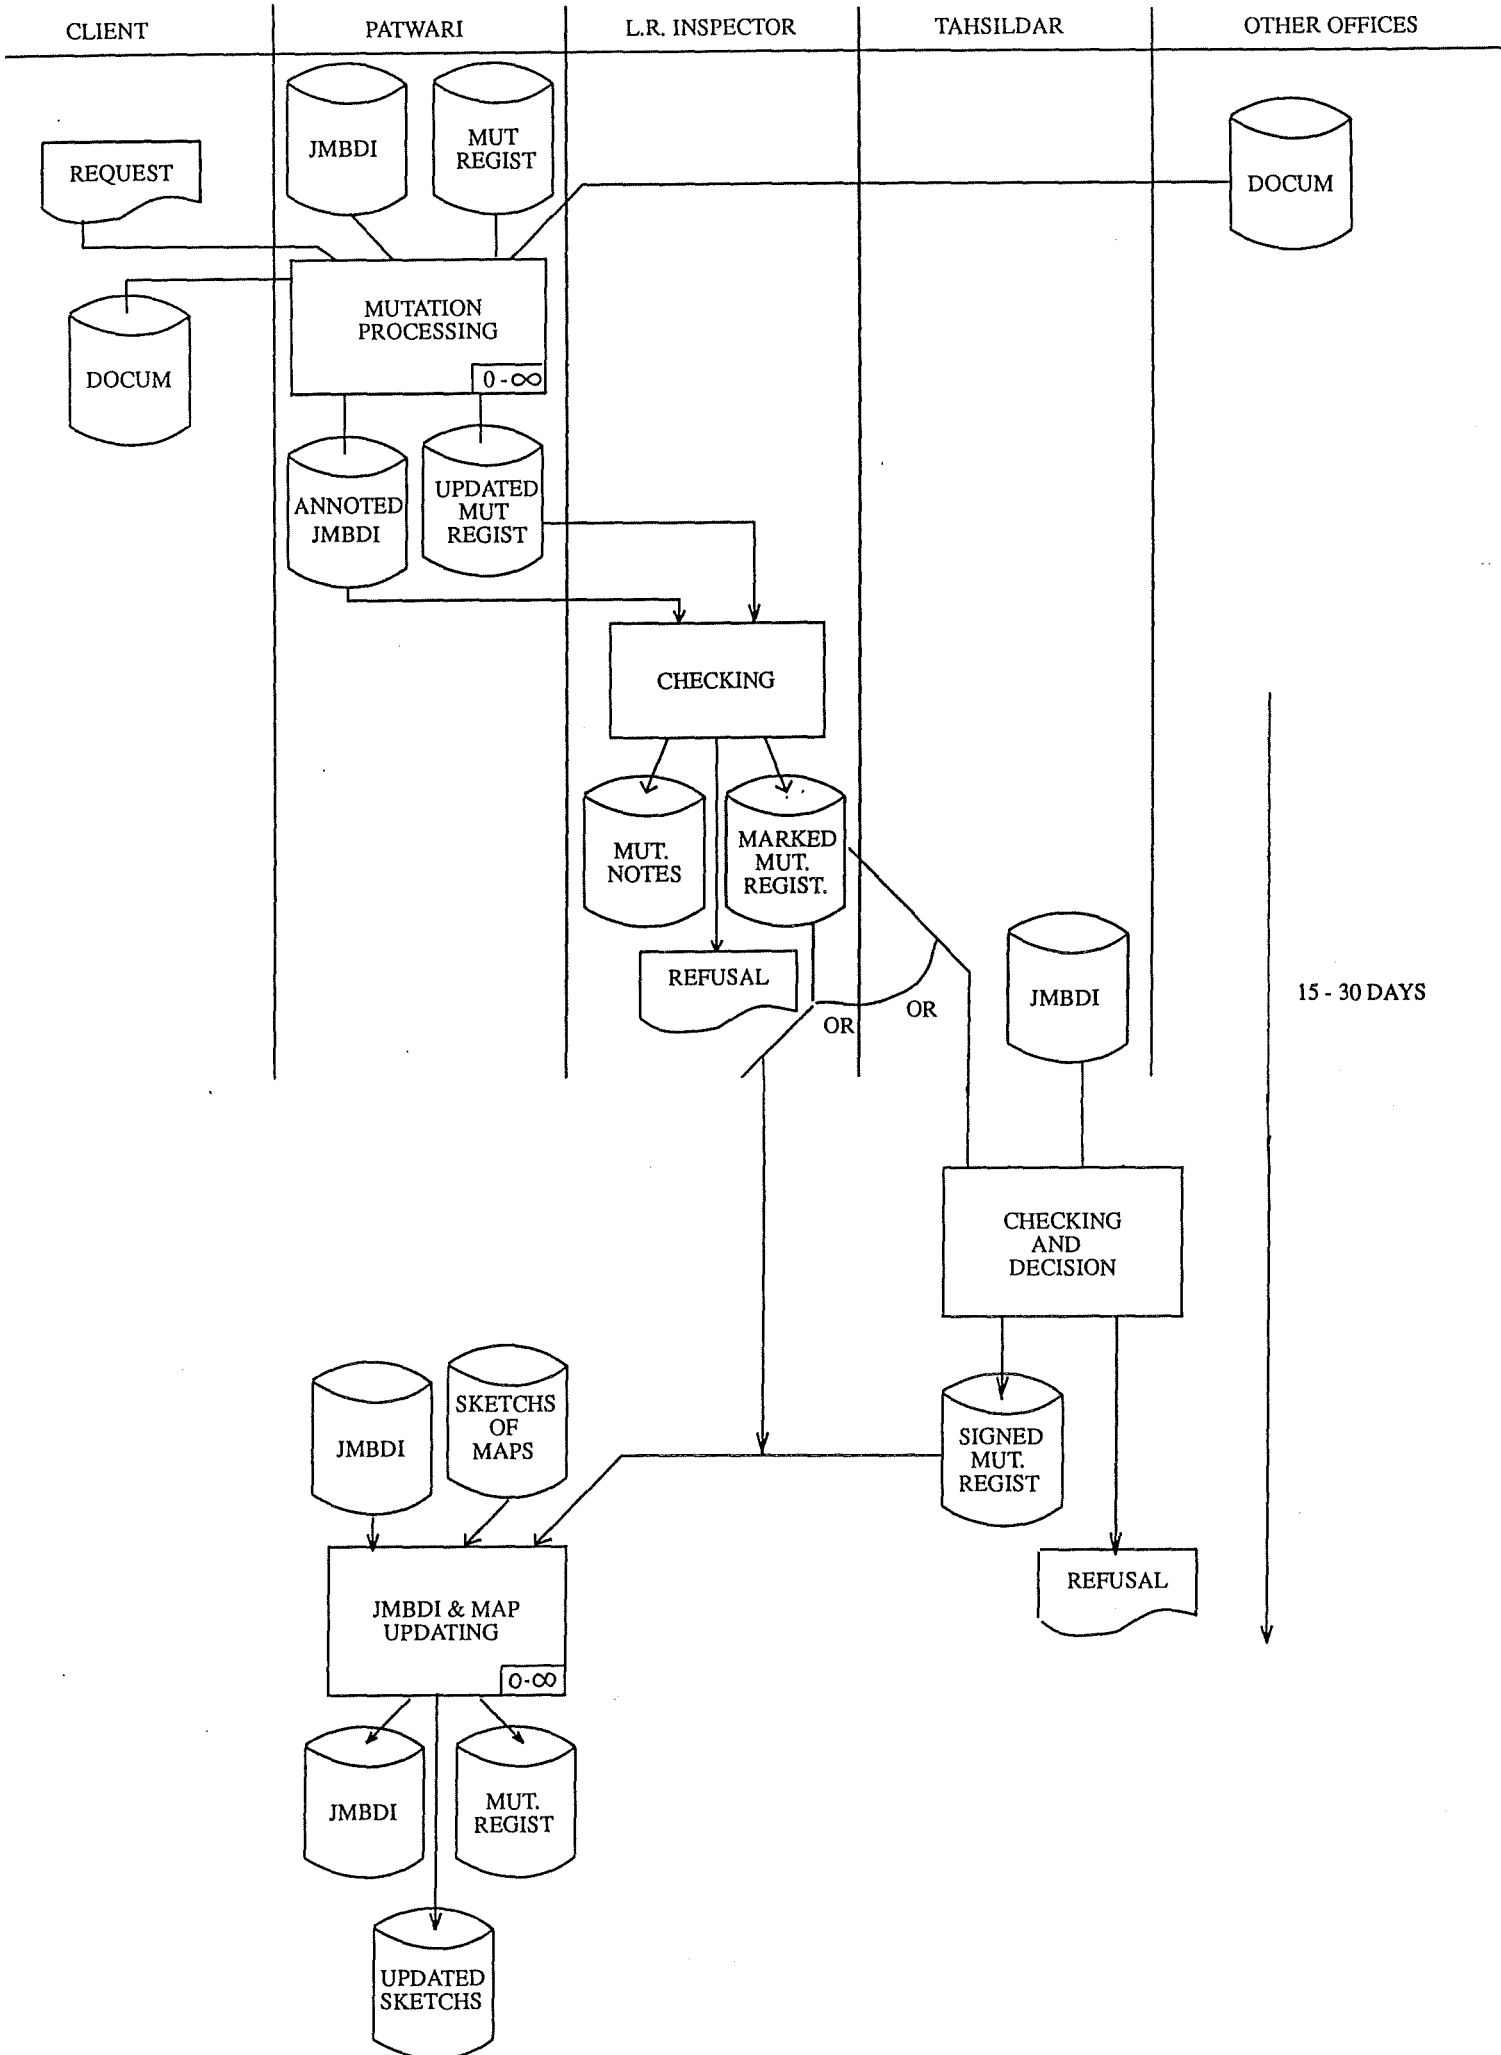 CLIENT
PATWARI
L.R. INSPECTOR
TAHSILDAR
OTHER OFFICES
REQUEST
JMBDI
MUT
REGIST
DOCUM
MUTATION
PROCESSING
0-∞
DOCUM
ANNOTED
JMBDI
UPDATED
MUT
REGIST
CHECKING
MUT.
NOTES
MARKED
MUT.
REGIST.
REFUSAL
OR
OR
JMBDI
15 - 30 DAYS
CHECKING
AND
DECISION
JMBDI
SKETCHS
OF
MAPS
SIGNED
MUT.
REGIST
REFUSAL
JMBDI & MAP
UPDATING
0-∞
JMBDI
MUT.
REGIST
UPDATED
SKETCHS